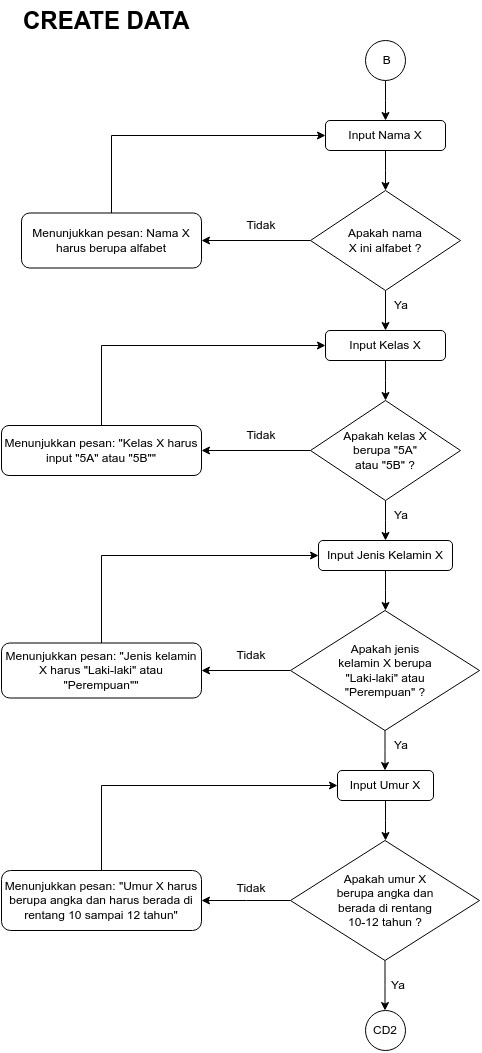 CREATE DATA
B
Input Nama X
Menunjukkan pesan: Nama X
harus berupa alfabet
Tidak
Apakah nama
X ini alfabet ?
Ya
Input Kelas X
Menunjukkan pesan: "Kelas X harus
input "5A" atau "5B""
Tidak
Apakah kelas X
berupa "5A"
atau "5B" ?
Ya
Input Jenis Kelamin X
Menunjukkan pesan: "Jenis kelamin
X harus "Laki-laki" atau
"Perempuan""
Tidak
Apakah jenis
kelamin X berupa
"Laki-laki" atau
"Perempuan" ?
Ya
Input Umur X
Menunjukkan pesan: "Umur X harus
berupa angka dan harus berada di
rentang 10 sampai 12 tahun"
Tidak
Apakah umur X
berupa angka dan
berada di rentang
10-12 tahun ?
Ya
CD2